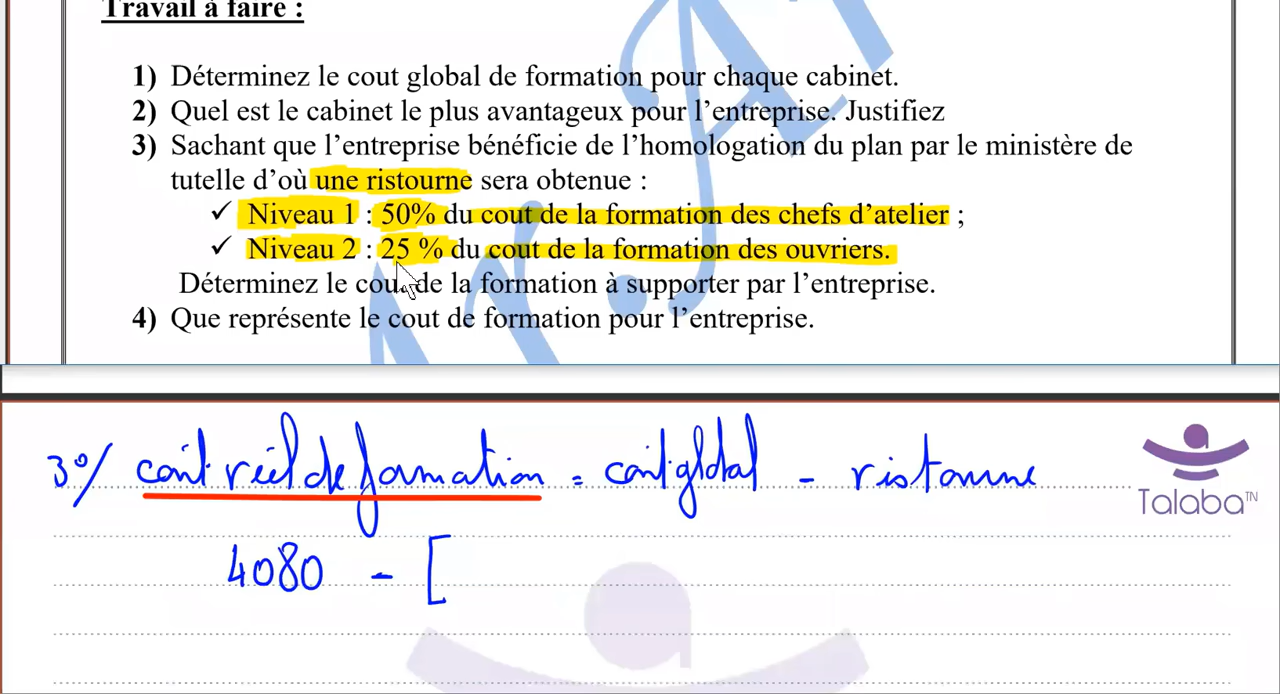 Travail à faire :
1) Déterminez le cout global de formation pour chaque cabinet.
2) Quel est le cabinet le plus avantageux pour l'entreprise. Justifiez
3) Sachant que l'entreprise bénéficie de l'homologation du plan par le ministère de
tutelle d'où une ristourne sera obtenue :
✓ Niveau 1 : 50% du cout de la formation des chefs d'atelier ;
✓ Niveau 2 : 25 % du cout de la formation des ouvriers.
Déterminez le cout de la formation à supporter par l'entreprise.
4) Que représente le cout de formation pour l'entreprise.
3°/ coût réel de formation = coût global - ristourne
4080 - [
Talaba TN